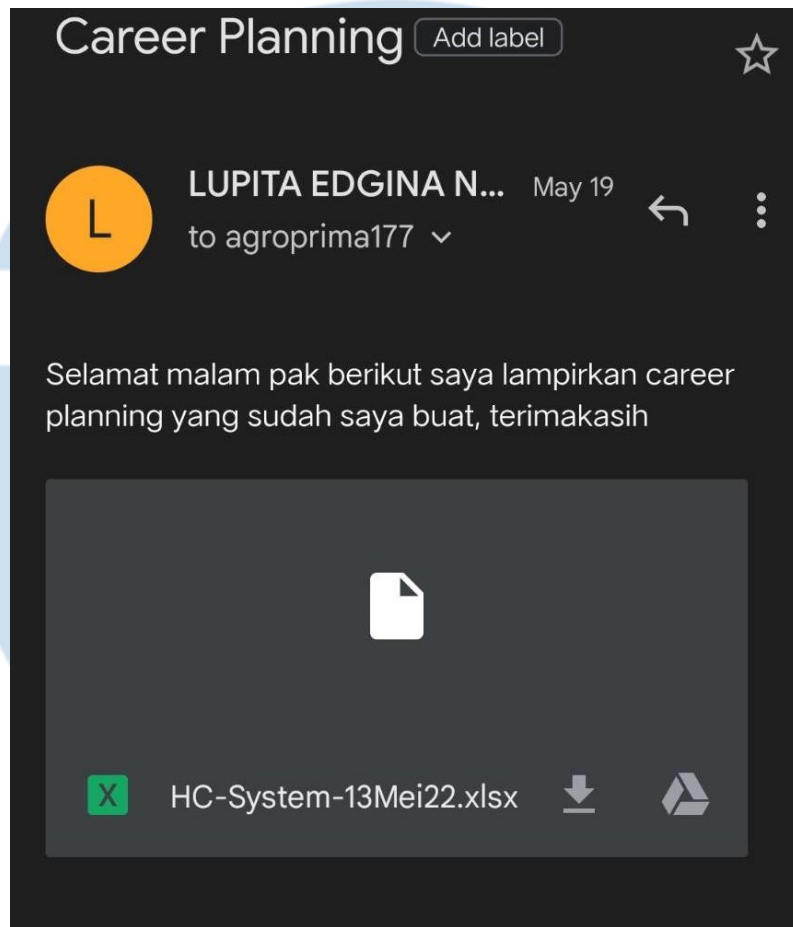 Career Planning Add label
LUPITA EDGINA N... May 19
L
to agroprima177
Selamat malam pak berikut saya lampirkan career
planning yang sudah saya buat, terimakasih
X HC-System-13Mei22.xlsx